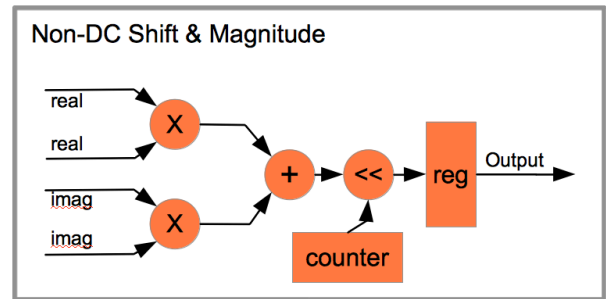 Non-DC Shift & Magnitude
real
X
real
imag
X
imag
+
<<
reg
Output
counter